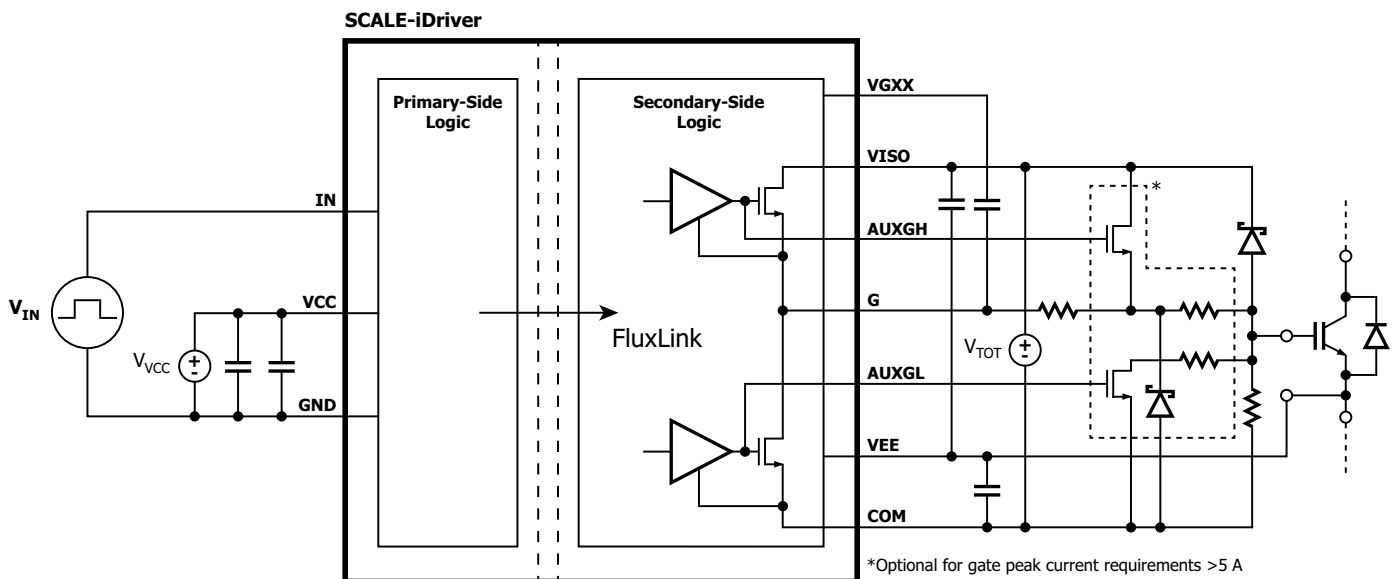 SCALE-iDriver
Primary-Side
Logic
Secondary-Side
Logic
VGXX
VISO
IN
AUXGH
*
VIN
VCC
VVCC
FluxLink
G
VTOT
+
-
+
-
AUXGL
GND
VEE
COM
*Optional for gate peak current requirements >5 A